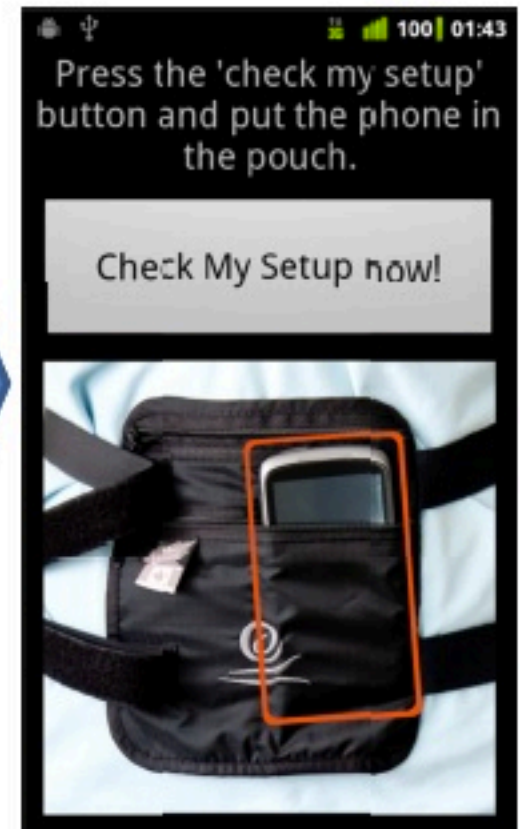 100 01:43
Press the 'check my setup'
button and put the phone in
the pouch.
Check My Setup now!